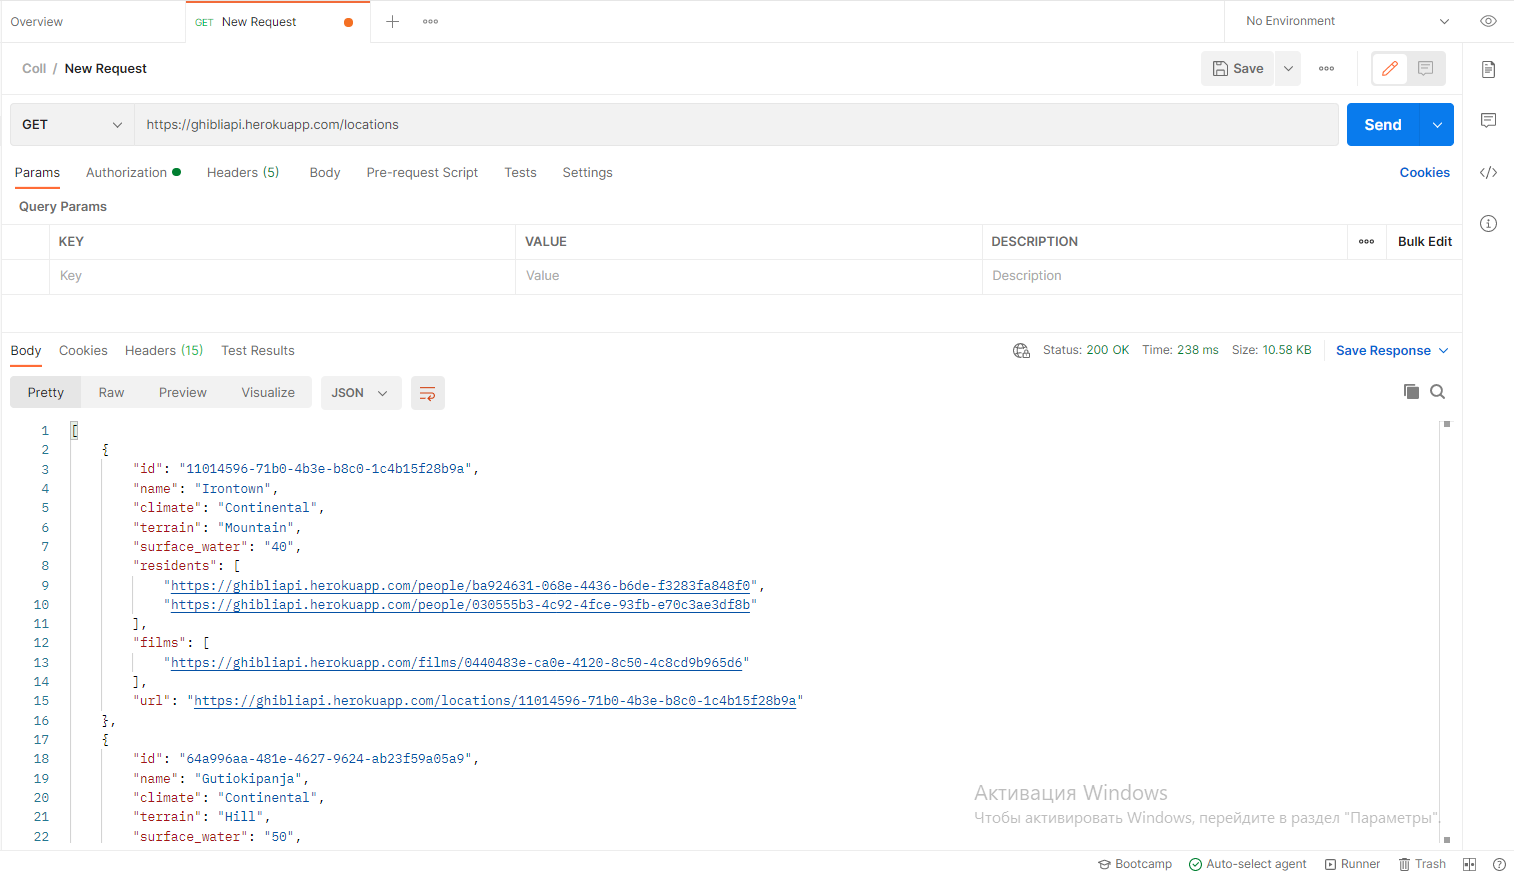 Overview GET New Request No Environment
Coll / New Request Save
GET https://ghibliapi.herokuapp.com/locations Send
Params Authorization Headers (5) Body Pre-request Script Tests Settings Cookies
Query Params
KEY VALUE DESCRIPTION Bulk Edit
Key Value Description
Body Cookies Headers (15) Test Results Status: 200 OK Time: 238 ms Size: 10.58 KB Save Response
Pretty Raw Preview Visualize JSON
1 [
2 {
3 "id": "11014596-71b0-4b3e-b8c0-1c4b15f28b9a",
4 "name": "Irontown",
5 "climate": "Continental",
6 "terrain": "Mountain",
7 "surface_water": "40",
8 "residents": [
9 "https://ghibliapi.herokuapp.com/people/ba924631-068e-4436-b6de-f3283fa848f0",
10 "https://ghibliapi.herokuapp.com/people/030555b3-4c92-4fce-93fb-e70c3ae3df8b"
11 ],
12 "films": [
13 "https://ghibliapi.herokuapp.com/films/0440483e-ca0e-4120-8c50-4c8cd9b965d6"
14 ],
15 "url": "https://ghibliapi.herokuapp.com/locations/11014596-71b0-4b3e-b8c0-1c4b15f28b9a"
16 },
17 {
18 "id": "64a996aa-481e-4627-9624-ab23f59a05a9",
19 "name": "Gutiokipanja",
20 "climate": "Continental",
21 "terrain": "Hill",
22 "surface_water": "50",
Активация Windows
Чтобы активировать Windows, перейдите в раздел "Параметры".
Bootcamp Auto-select agent Runner Trash